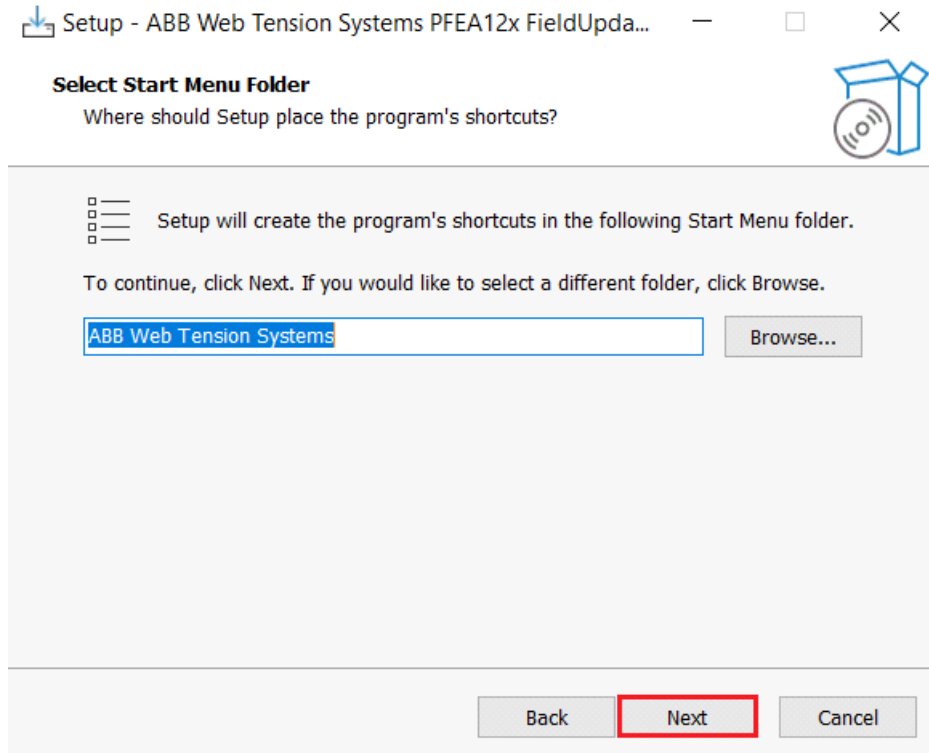 Setup - ABB Web Tension Systems PFEA12x FieldUpda...
Select Start Menu Folder
Where should Setup place the program's shortcuts?
Setup will create the program's shortcuts in the following Start Menu folder.
To continue, click Next. If you would like to select a different folder, click Browse.
ABB Web Tension Systems
Browse...
Back
Next
Cancel